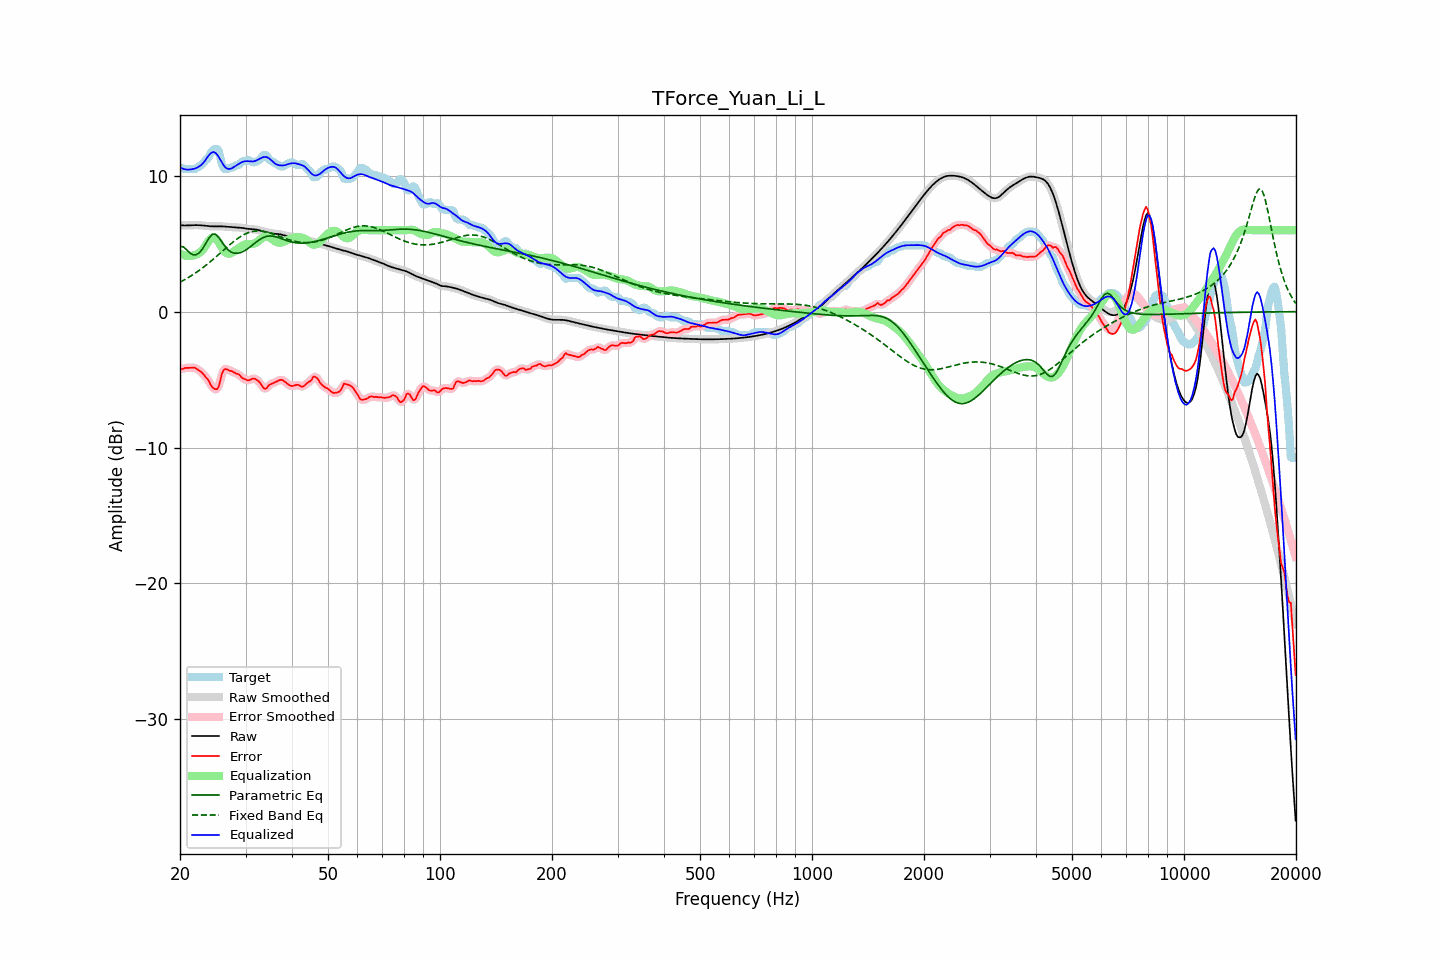 TForce_Yuan_Li_L
10
0
−10
−20
−30
Amplitude (dBr)
Target
Raw Smoothed
Error Smoothed
Raw
Error
Equalization
Parametric Eq
Fixed Band Eq
Equalized
20 50 100 200 500 1000 2000 5000 10000 20000
Frequency (Hz)